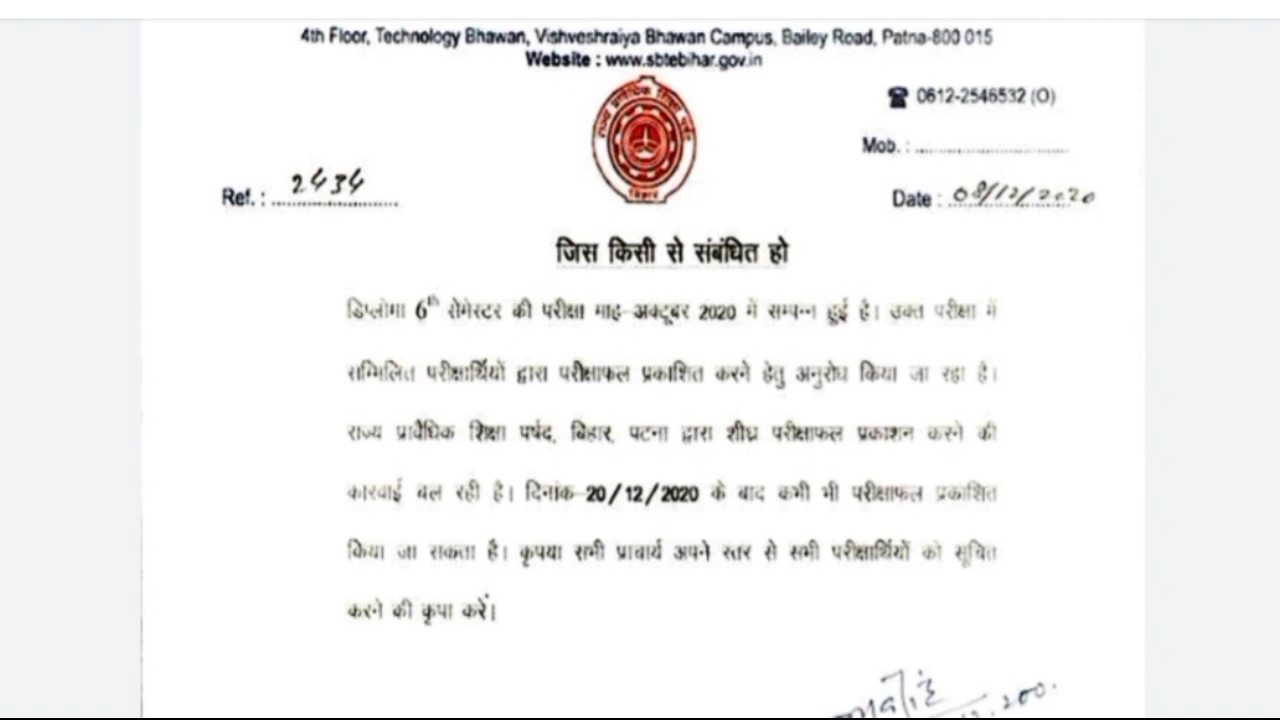 4th Floor, Technology Bhawan, Vishveshraiya Bhawan Campus, Bailey Road, Patna-800 015
Website : www.sbtebihar.gov.in
☎ 0612-2546532 (O)
राज्य प्रावैधिक शिक्षा पर्षद
बिहार
Mob. : ..............................
Ref. : 2434
Date : 08/12/2020
जिस किसी से संबंधित हो
डिप्लोमा 6th सेमेस्टर की परीक्षा माह-अक्टूबर 2020 में सम्पन्न हुई है। उक्त परीक्षा में
सम्मिलित परीक्षार्थियों द्वारा परीक्षाफल प्रकाशित करने हेतु अनुरोध किया जा रहा है।
राज्य प्रावैधिक शिक्षा पर्षद, बिहार, पटना द्वारा शीघ्र परीक्षाफल प्रकाशन करने की
कारवाई चल रही है। दिनांक-20/12/2020 के बाद कभी भी परीक्षाफल प्रकाशित
किया जा सकता है। कृपया सभी प्राचार्य अपने स्तर से सभी परीक्षार्थियों को सूचित
करने की कृपा करें।